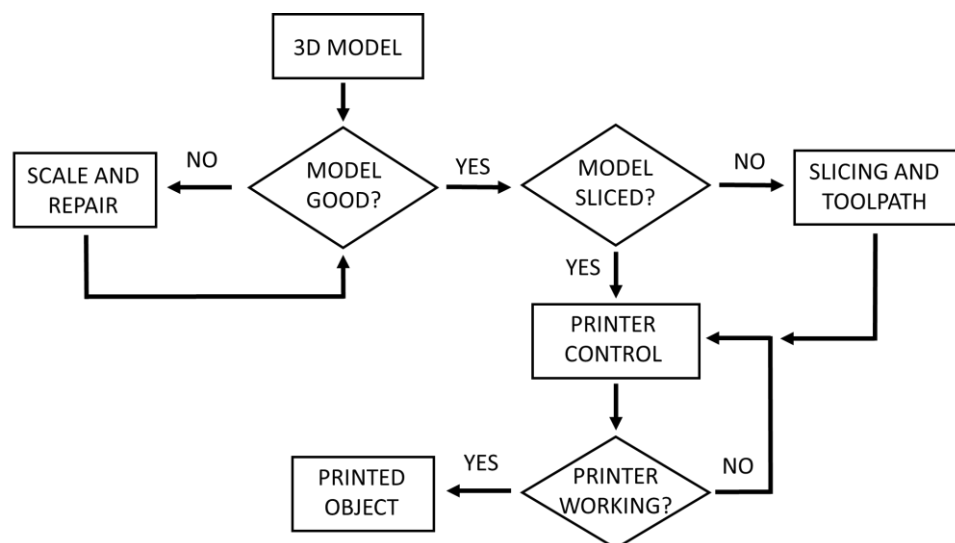 3D MODEL
NO
SCALE AND
REPAIR
MODEL
GOOD?
YES
MODEL
SLICED?
NO
SLICING AND
TOOLPATH
YES
PRINTER
CONTROL
PRINTED
OBJECT
YES
PRINTER
WORKING?
NO